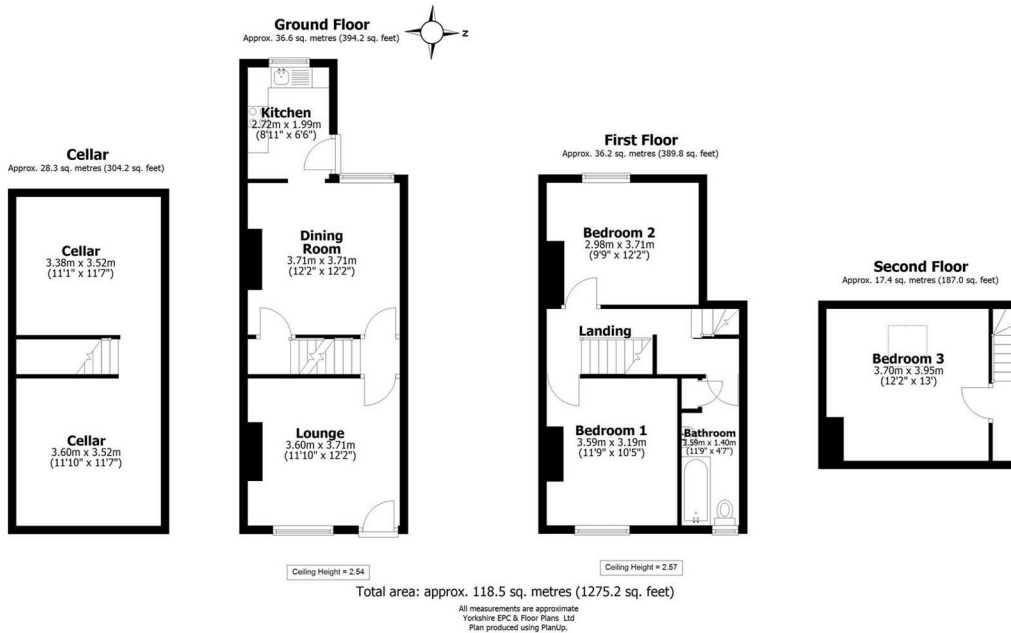 Ground Floor
Approx. 36.6 sq. metres (394.2 sq. feet)
z
Kitchen
2.72m x 1.99m
(8'11" x 6'6")
First Floor
Approx. 36.2 sq. metres (389.8 sq. feet)
Cellar
Approx. 28.3 sq. metres (304.2 sq. feet)
Cellar
3.38m x 3.52m
(11'1" x 11'7")
Dining
Room
3.71m x 3.71m
(12'2" x 12'2")
Bedroom 2
2.98m x 3.71m
(9'9" x 12'2")
Second Floor
Approx. 17.4 sq. metres (187.0 sq. feet)
Landing
Bedroom 3
3.70m x 3.95m
(12'2" x 13')
Cellar
3.60m x 3.52m
(11'10" x 11'7")
Lounge
3.60m x 3.71m
(11'10" x 12'2")
Bedroom 1
3.59m x 3.19m
(11'9" x 10'5")
Bathroom
3.59m x 1.40m
(11'9" x 4'7")
Ceiling Height = 2.54
Ceiling Height = 2.57
Total area: approx. 118.5 sq. metres (1275.2 sq. feet)
All measurements are approximate
Yorkshire EPC & Floor Plans Ltd
Plan produced using PlanUp.